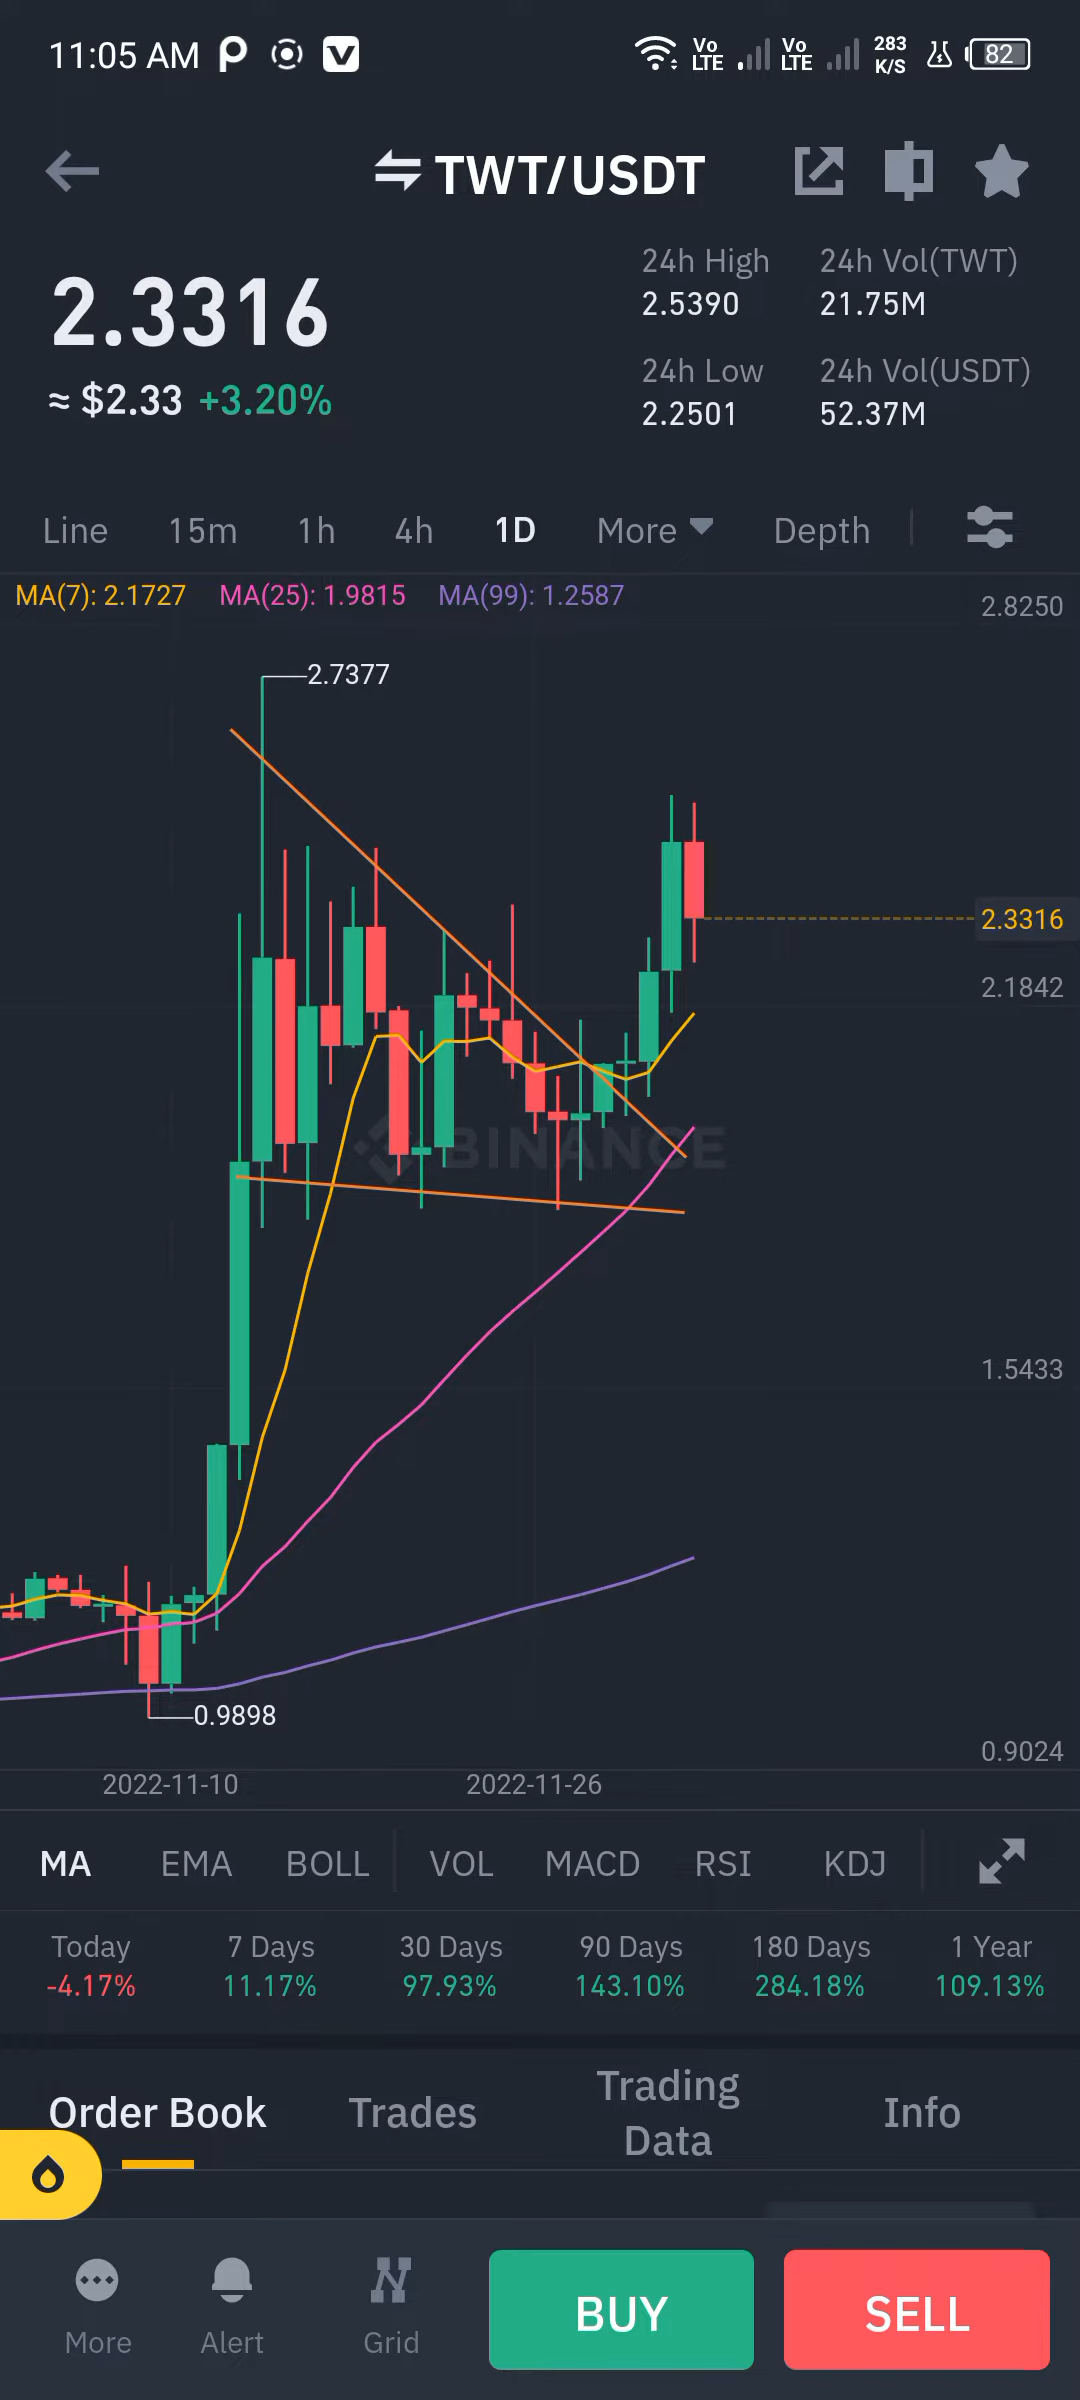 11:05 AM
Vo LTE Vo LTE 283 K/S 82
TWT/USDT
2.3316
≈ $2.33 +3.20%
24h High 24h Vol(TWT)
2.5390 21.75M
24h Low 24h Vol(USDT)
2.2501 52.37M
Line 15m 1h 4h 1D More Depth
MA(7): 2.1727 MA(25): 1.9815 MA(99): 1.2587
2.8250
2.7377
2.3316
2.1842
BINANCE
1.5433
0.9898
0.9024
2022-11-10 2022-11-26
MA EMA BOLL VOL MACD RSI KDJ
Today 7 Days 30 Days 90 Days 180 Days 1 Year
-4.17% 11.17% 97.93% 143.10% 284.18% 109.13%
Order Book Trades Trading Data Info
BUY SELL
More Alert Grid